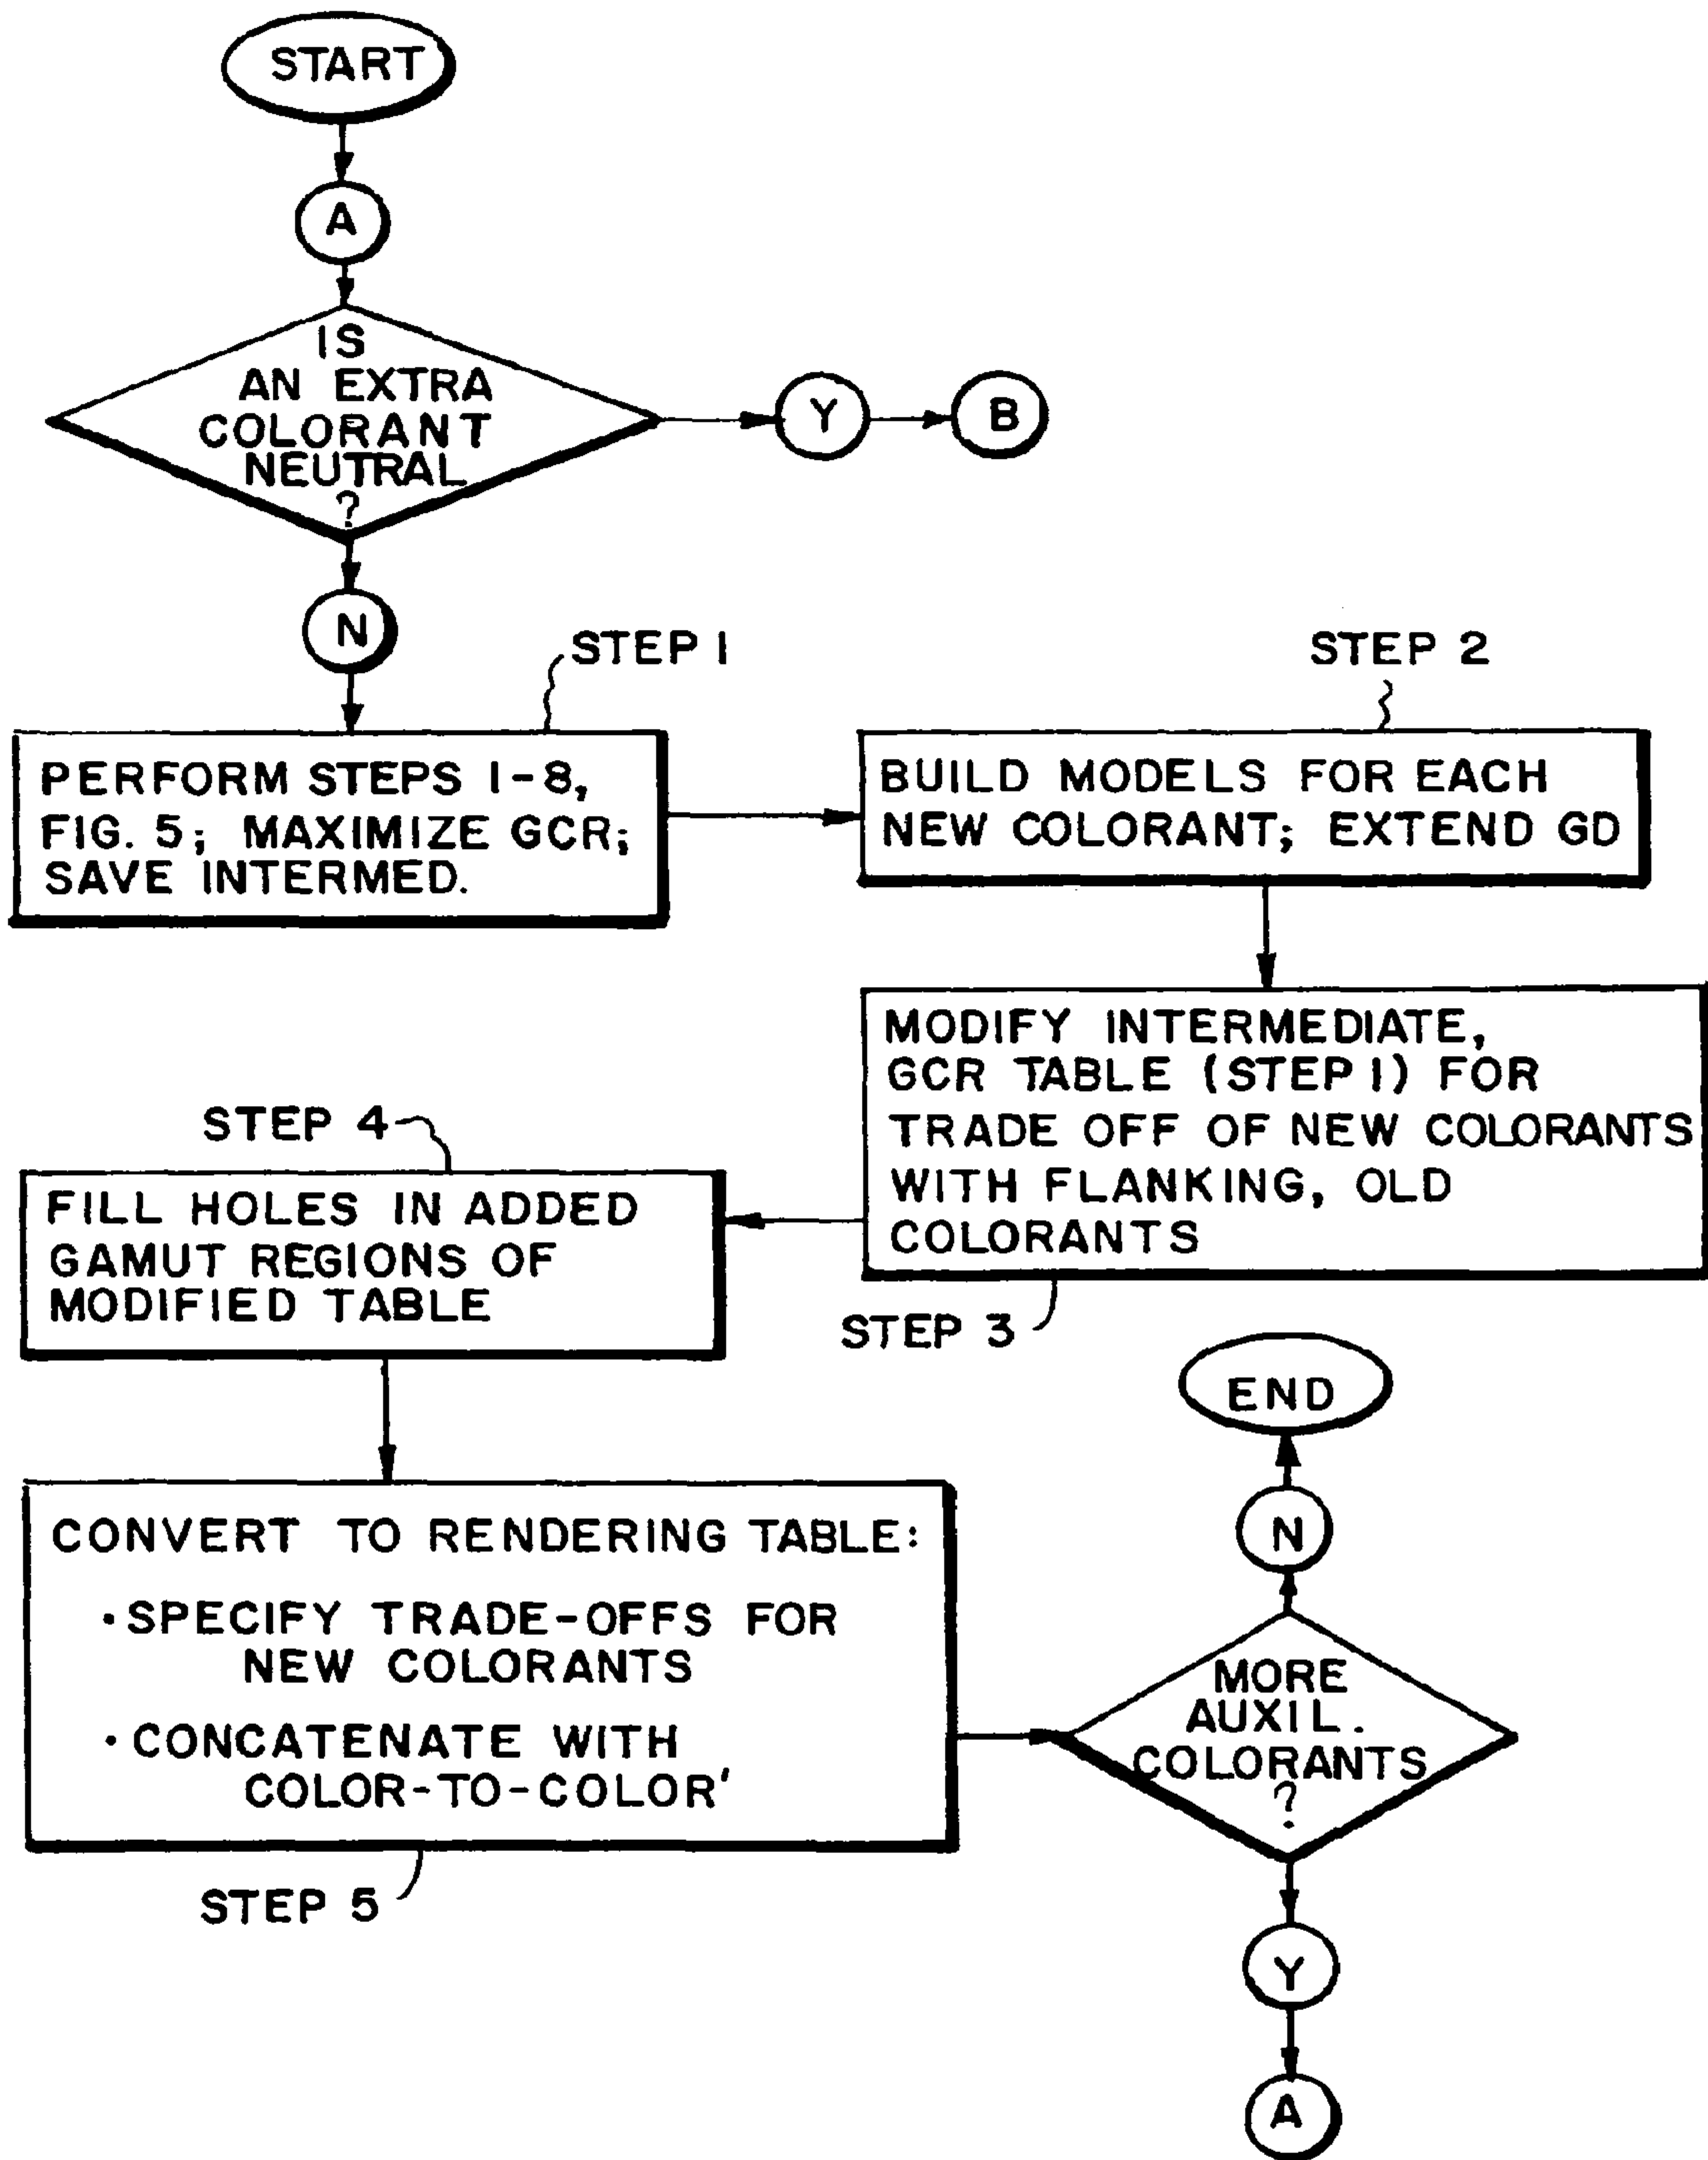 START
A
IS
AN EXTRA
COLORANT
NEUTRAL
?
Y
B
N
STEP 1
STEP 2
PERFORM STEPS 1-8,
FIG. 5; MAXIMIZE GCR;
SAVE INTERMED.
BUILD MODELS FOR EACH
NEW COLORANT; EXTEND GD
MODIFY INTERMEDIATE,
GCR TABLE (STEP 1) FOR
TRADE OFF OF NEW COLORANTS
WITH FLANKING, OLD
COLORANTS
STEP 3
STEP 4
FILL HOLES IN ADDED
GAMUT REGIONS OF
MODIFIED TABLE
CONVERT TO RENDERING TABLE:
• SPECIFY TRADE-OFFS FOR
NEW COLORANTS
• CONCATENATE WITH
COLOR-TO-COLOR'
STEP 5
END
N
MORE
AUXIL.
COLORANTS
?
Y
A